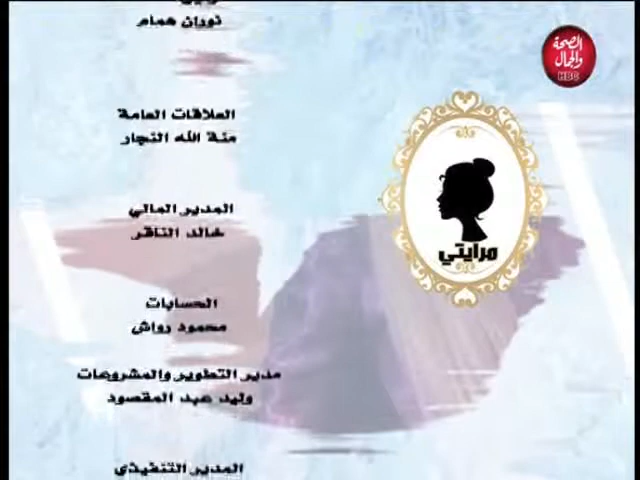 نوران همام
العلاقات العامة
منة الله النجار
المدير المالي
خالد الناقر
الحسابات
محمود رواش
مدير التطوير والمشروعات
وليد عبد المقصود
المدير التنفيذي
مرايتي
الصحة
والجمال
HBC